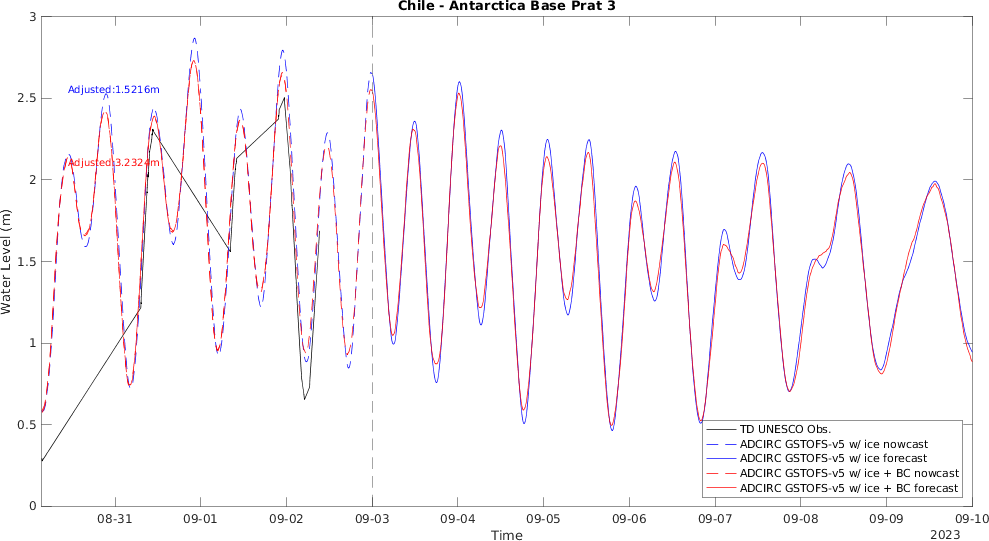 Chile - Antarctica Base Prat 3
3
2.5
2
1.5
1
0.5
0
Water Level (m)
Adjusted:1.5216m
Adjusted:3.2324m
TD UNESCO Obs.
ADCIRC GSTOFS-v5 w/ ice nowcast
ADCIRC GSTOFS-v5 w/ ice forecast
ADCIRC GSTOFS-v5 w/ ice + BC nowcast
ADCIRC GSTOFS-v5 w/ ice + BC forecast
08-31 09-01 09-02 09-03 09-04 09-05 09-06 09-07 09-08 09-09 09-10
Time
2023